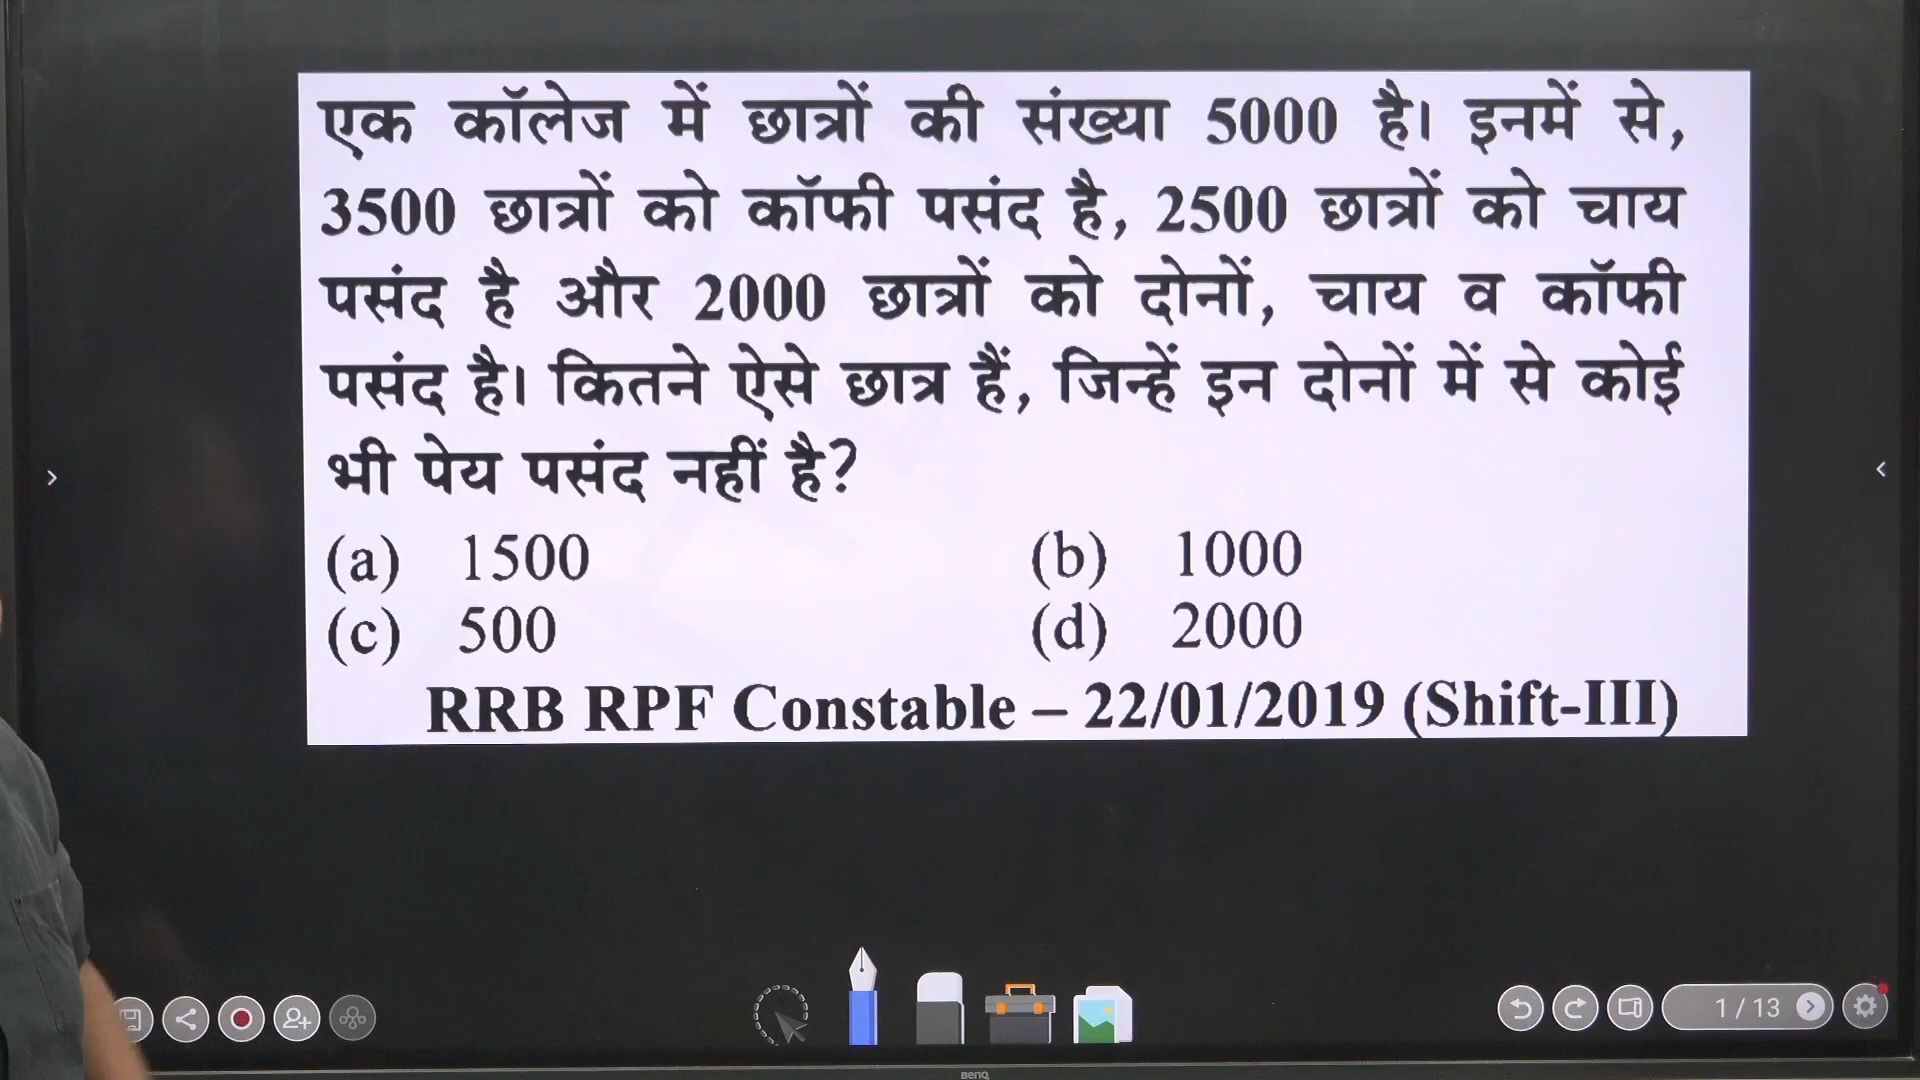 एक कॉलेज में छात्रों की संख्या 5000 है। इनमें से,
3500 छात्रों को कॉफी पसंद है, 2500 छात्रों को चाय
पसंद है और 2000 छात्रों को दोनों, चाय व कॉफी
पसंद है। कितने ऐसे छात्र हैं, जिन्हें इन दोनों में से कोई
भी पेय पसंद नहीं है?
(a) 1500 (b) 1000
(c) 500 (d) 2000
RRB RPF Constable – 22/01/2019 (Shift-III)
1 / 13
BenQ